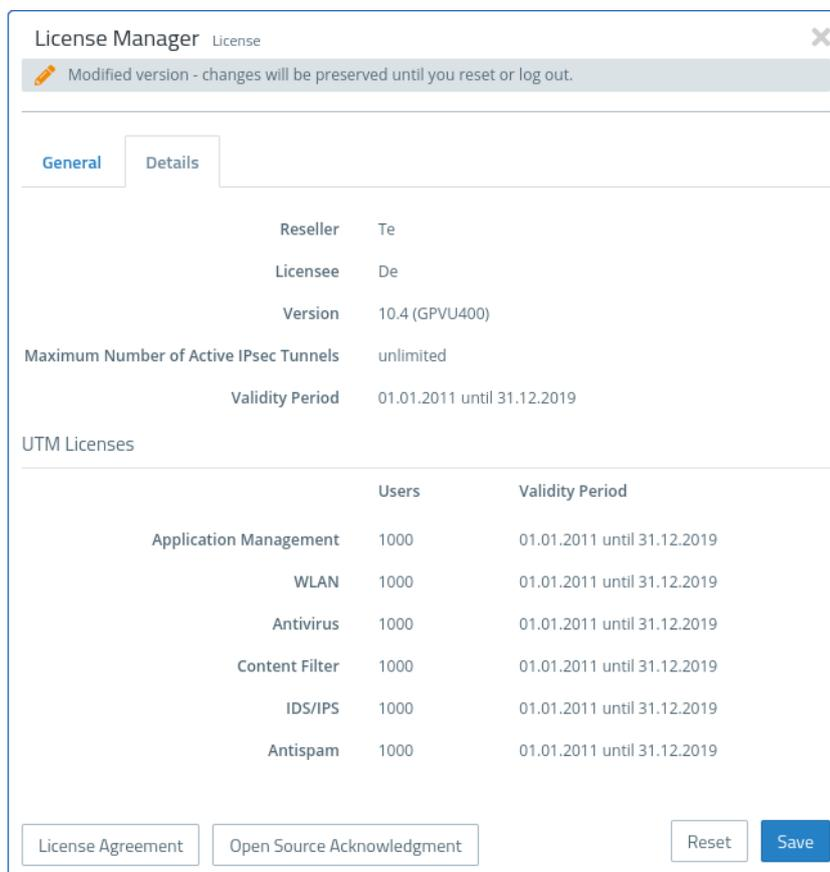 License Manager License
Modified version - changes will be preserved until you reset or log out.
General Details
Reseller Te
Licensee De
Version 10.4 (GPVU400)
Maximum Number of Active IPsec Tunnels unlimited
Validity Period 01.01.2011 until 31.12.2019
UTM Licenses
Users Validity Period
Application Management 1000 01.01.2011 until 31.12.2019
WLAN 1000 01.01.2011 until 31.12.2019
Antivirus 1000 01.01.2011 until 31.12.2019
Content Filter 1000 01.01.2011 until 31.12.2019
IDS/IPS 1000 01.01.2011 until 31.12.2019
Antispam 1000 01.01.2011 until 31.12.2019
License Agreement Open Source Acknowledgment Reset Save